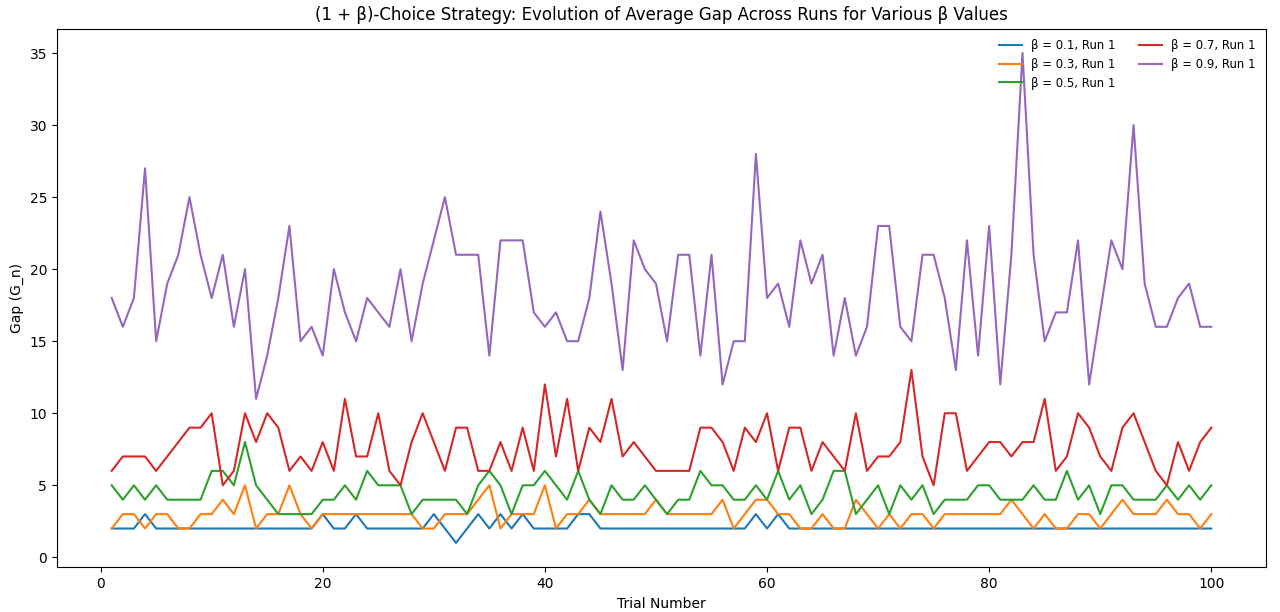 (1 + β)-Choice Strategy: Evolution of Average Gap Across Runs for Various β Values
β = 0.1, Run 1
β = 0.3, Run 1
β = 0.5, Run 1
β = 0.7, Run 1
β = 0.9, Run 1
Gap (G_n)
35
30
25
20
15
10
5
0
0 20 40 60 80 100
Trial Number